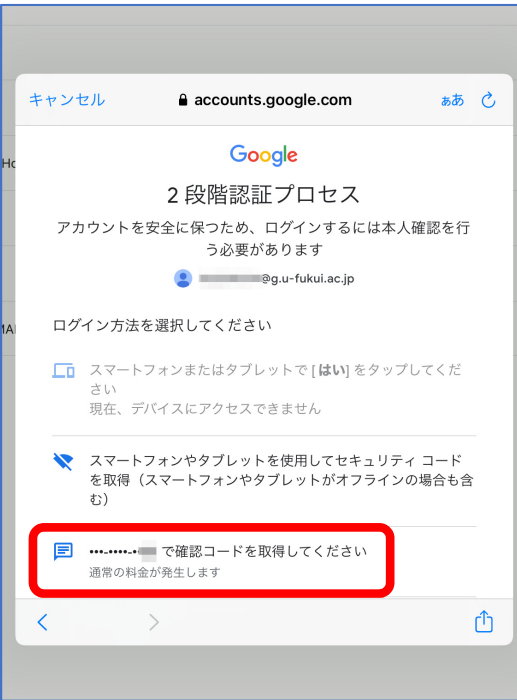 キャンセル
accounts.google.com
ぁあ
Google
2 段階認証プロセス
アカウントを安全に保つため、ログインするには本人確認を行
う必要があります
@g.u-fukui.ac.jp
ログイン方法を選択してください
スマートフォンまたはタブレットで [はい] をタップしてくだ
さい
現在、デバイスにアクセスできません
スマートフォンやタブレットを使用してセキュリティ コード
を取得（スマートフォンやタブレットがオフラインの場合も含
む）
•••-••••-• で確認コードを取得してください
通常の料金が発生します